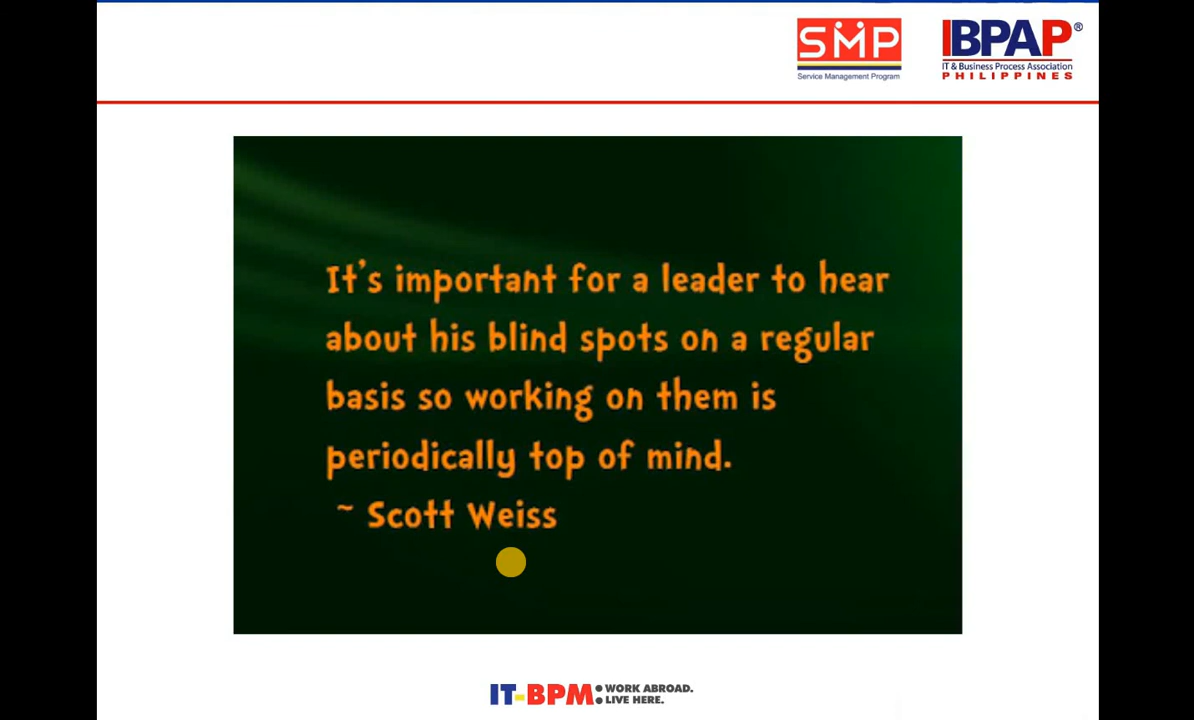 SMP
Service Management Program
IBPAP®
IT & Business Process Association
PHILIPPINES
It's important for a leader to hear
about his blind spots on a regular
basis so working on them is
periodically top of mind.
~ Scott Weiss
IT-BPM: WORK ABROAD.
LIVE HERE.